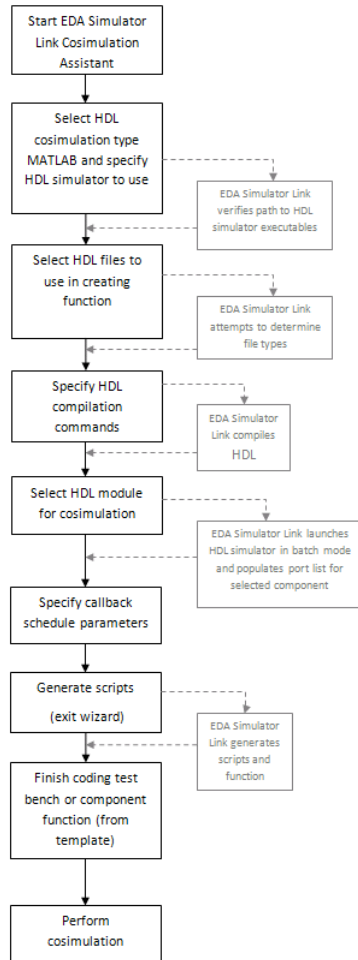 Start EDA Simulator
Link Cosimulation
Assistant
Select HDL
cosimulation type
MATLAB and specify
HDL simulator to use
EDA Simulator Link
verifies path to HDL
simulator executables
Select HDL files to
use in creating
function
EDA Simulator Link
attempts to determine
file types
Specify HDL
compilation
commands
EDA Simulator
Link compiles
HDL
Select HDL module
for cosimulation
EDA Simulator Link launches
HDL simulator in batch mode
and populates port list for
selected component
Specify callback
schedule parameters
Generate scripts
(exit wizard)
EDA Simulator
Link generates
scripts and
function
Finish coding test
bench or component
function (from
template)
Perform
cosimulation